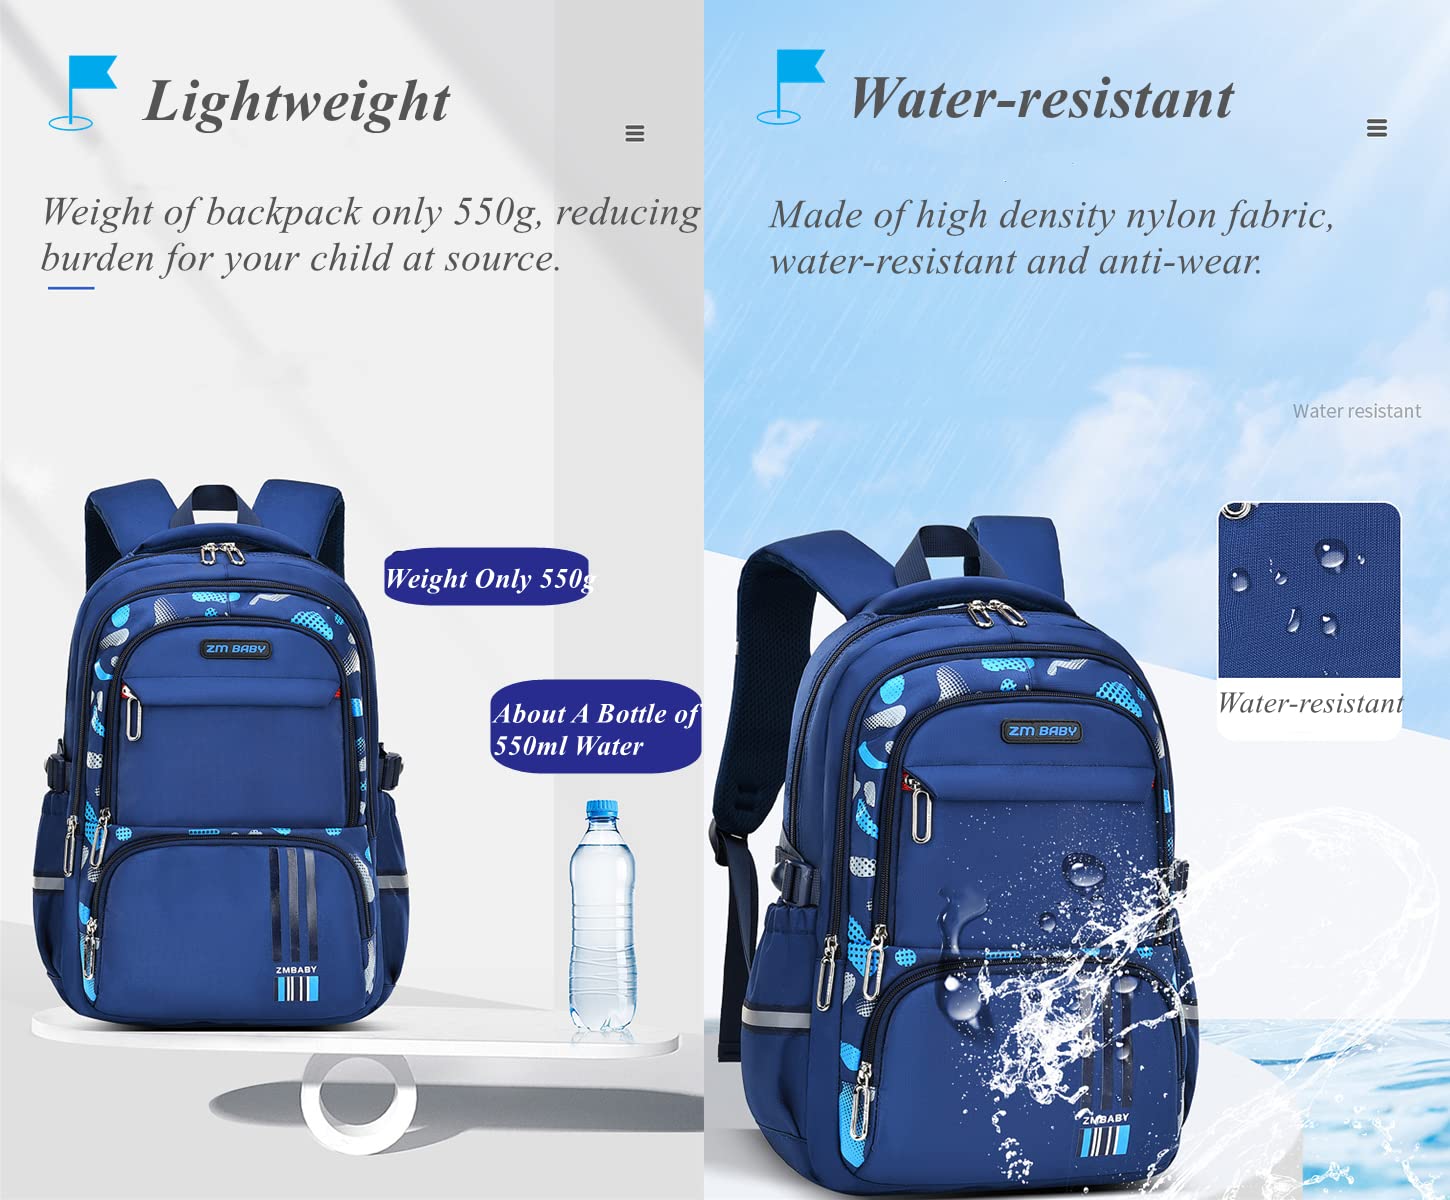 Lightweight
Weight of backpack only 550g, reducing
burden for your child at source.
Weight Only 550g
About A Bottle of
550ml Water
ZM BABY
ZMBABY
Water-resistant
Made of high density nylon fabric,
water-resistant and anti-wear.
Water resistant
Water-resistant
ZM BABY
ZMBABY